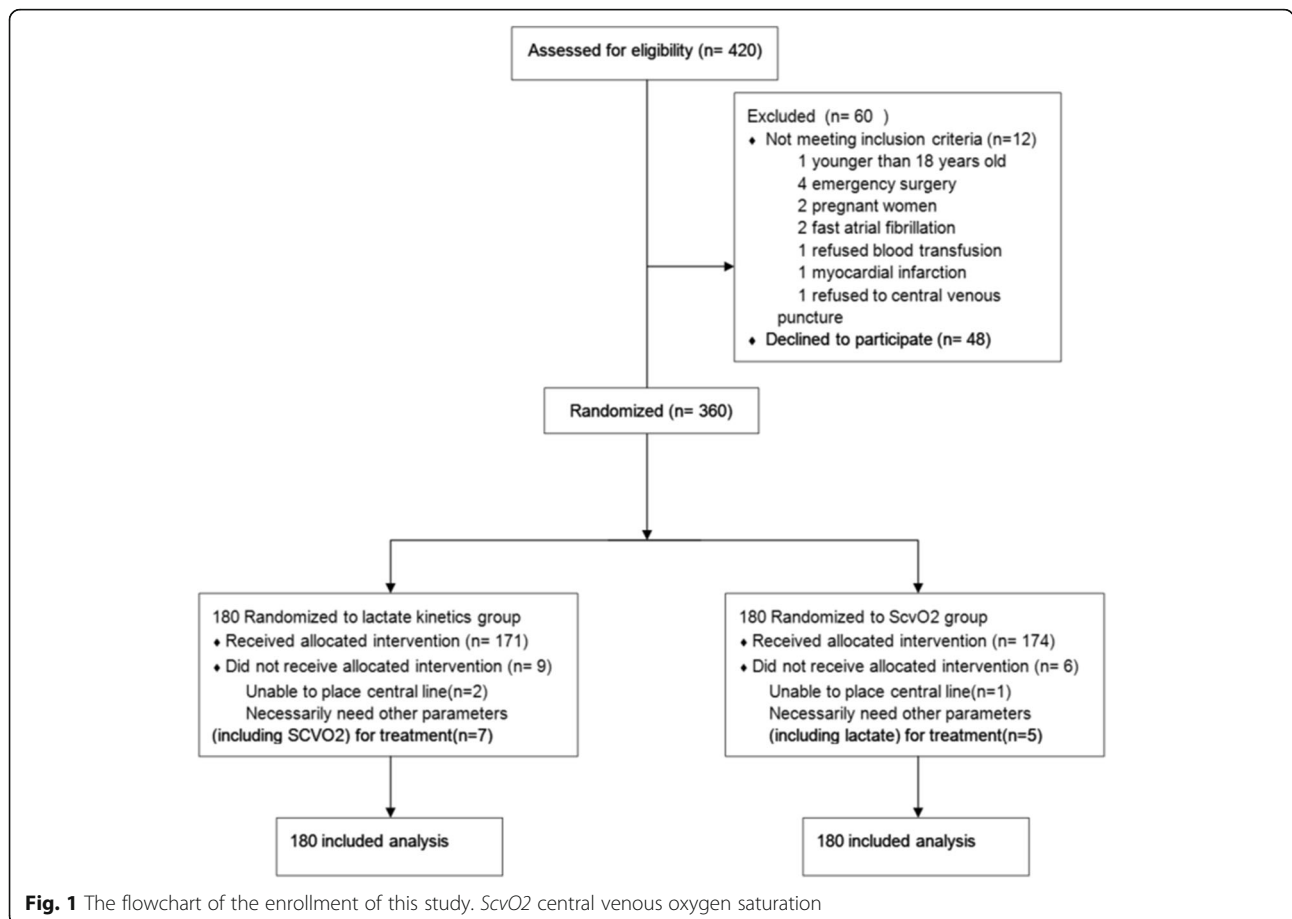 Assessed for eligibility (n= 420)
Excluded (n= 60 )
♦ Not meeting inclusion criteria (n=12)
1 younger than 18 years old
4 emergency surgery
2 pregnant women
2 fast atrial fibrillation
1 refused blood transfusion
1 myocardial infarction
1 refused to central venous
puncture
♦ Declined to participate (n= 48)
Randomized (n= 360)
180 Randomized to lactate kinetics group
♦ Received allocated intervention (n= 171)
♦ Did not receive allocated intervention (n= 9)
Unable to place central line(n=2)
Necessarily need other parameters
(including SCVO2) for treatment(n=7)
180 Randomized to ScvO2 group
♦ Received allocated intervention (n= 174)
♦ Did not receive allocated intervention (n= 6)
Unable to place central line(n=1)
Necessarily need other parameters
(including lactate) for treatment(n=5)
180 included analysis
180 included analysis
Fig. 1 The flowchart of the enrollment of this study. ScvO2 central venous oxygen saturation